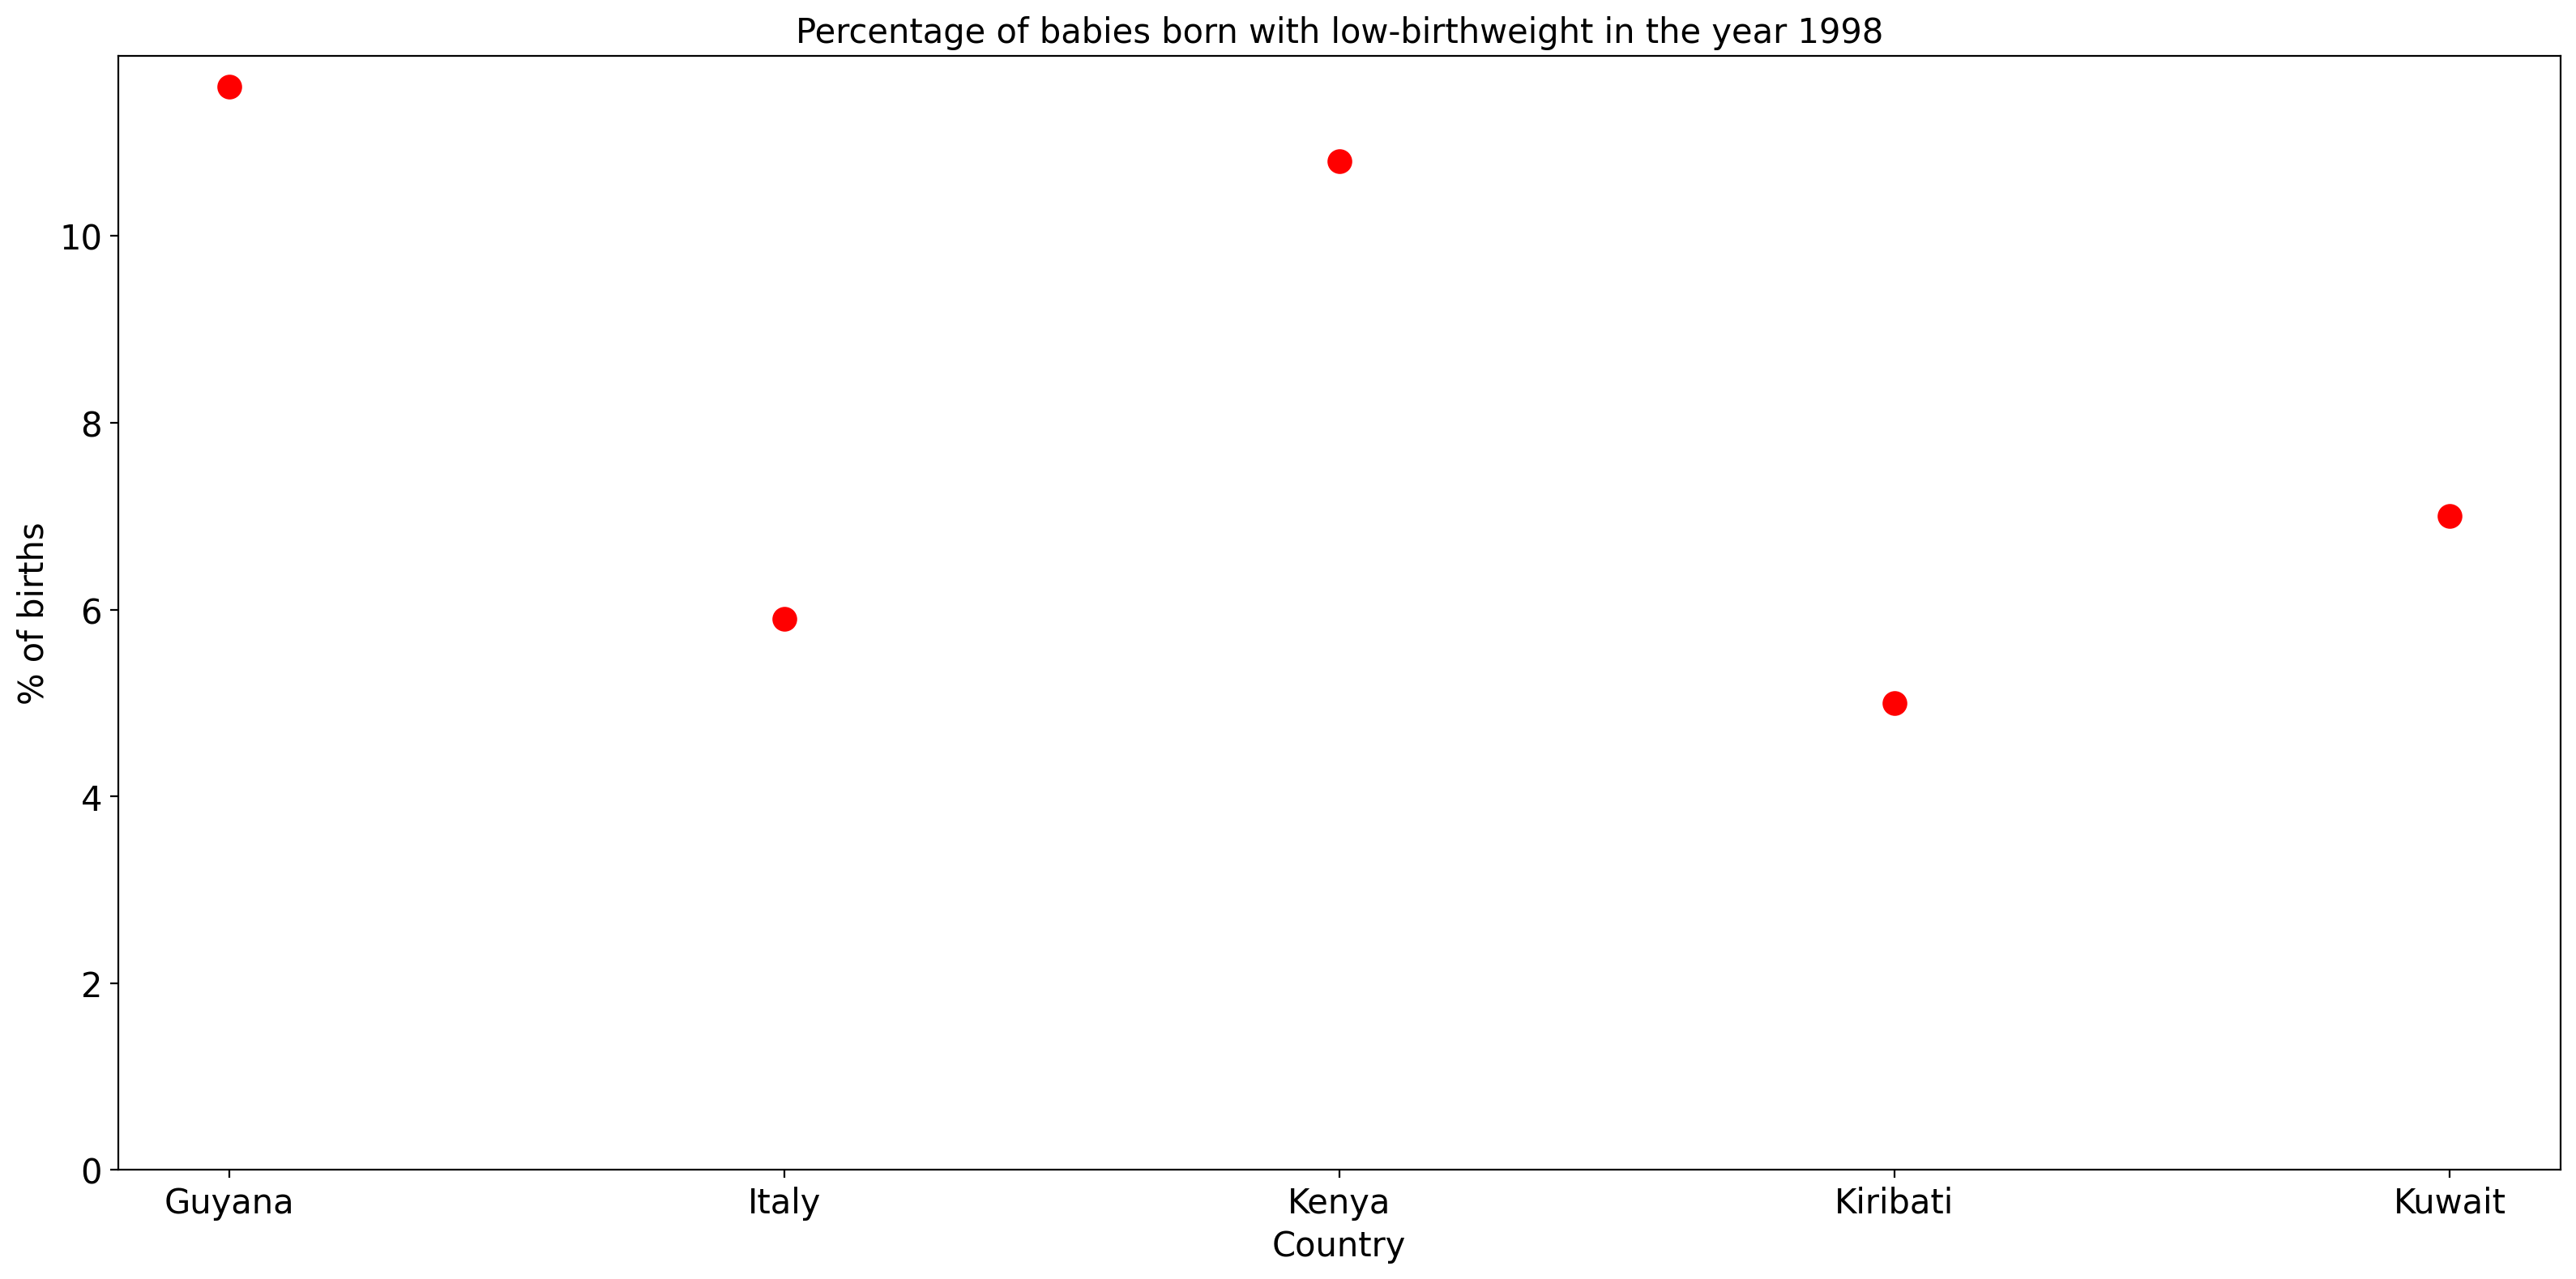 Percentage of babies born with low-birthweight in the year 1998
% of births
10
8
6
4
2
0
Guyana Italy Kenya Kiribati Kuwait
Country